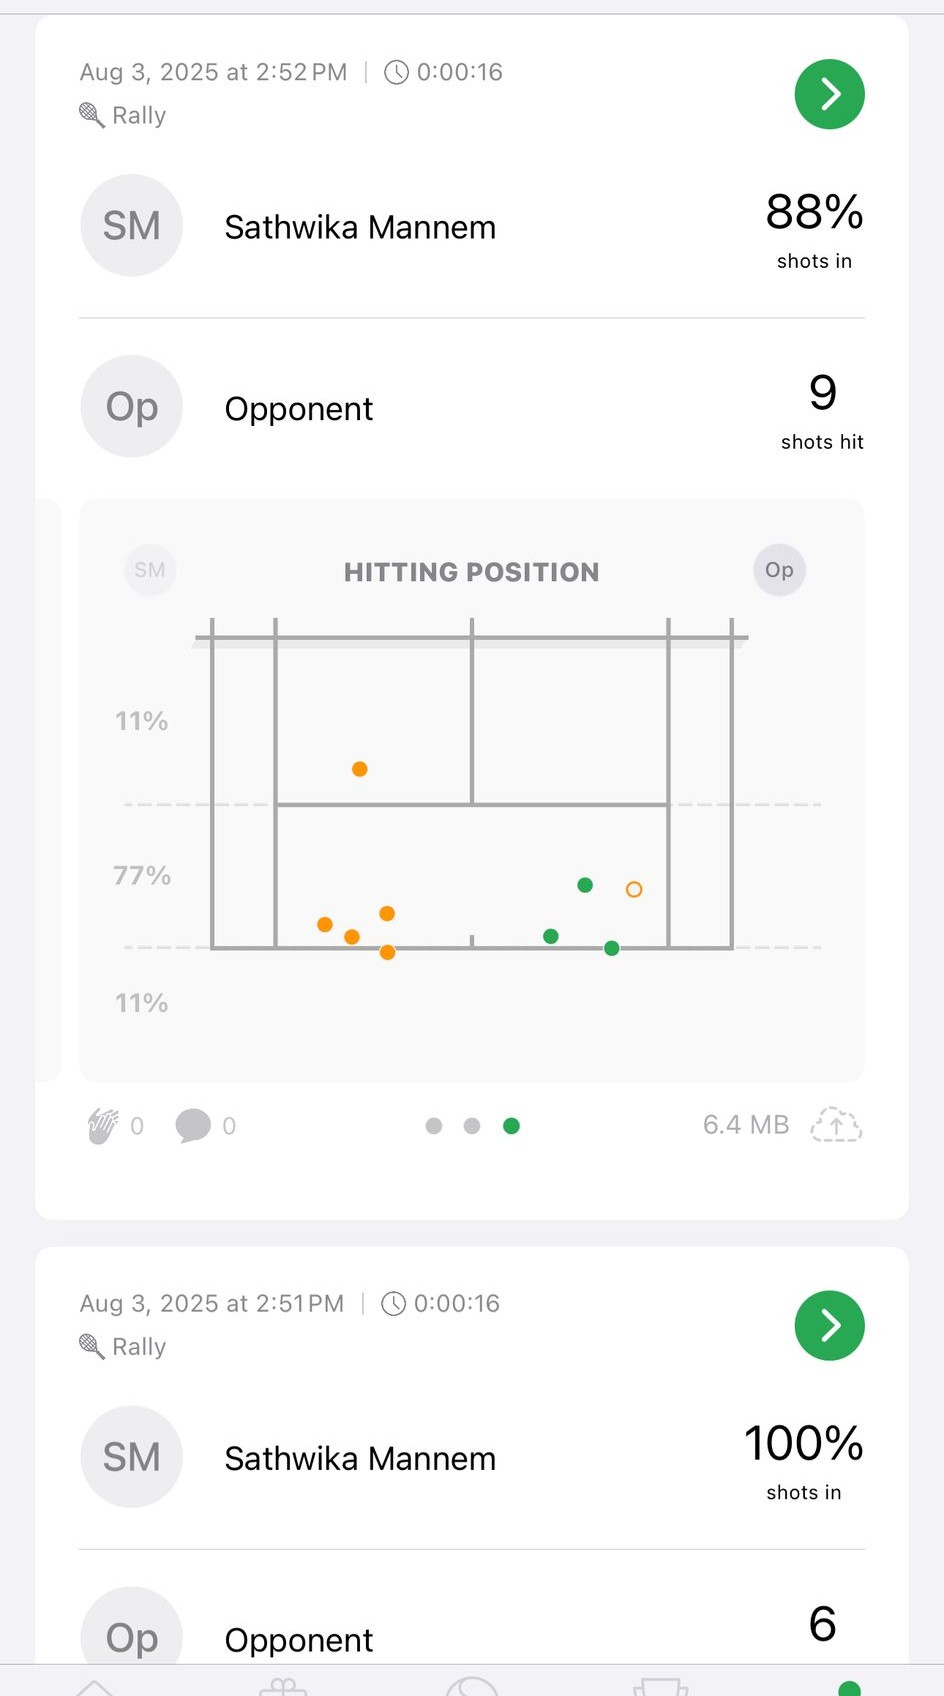 Aug 3, 2025 at 2:52 PM | 0:00:16
Rally
SM Sathwika Mannem 88%
shots in
Op Opponent 9
shots hit
SM HITTING POSITION Op
11%
77%
11%
0 0 6.4 MB
Aug 3, 2025 at 2:51 PM | 0:00:16
Rally
SM Sathwika Mannem 100%
shots in
Op Opponent 6